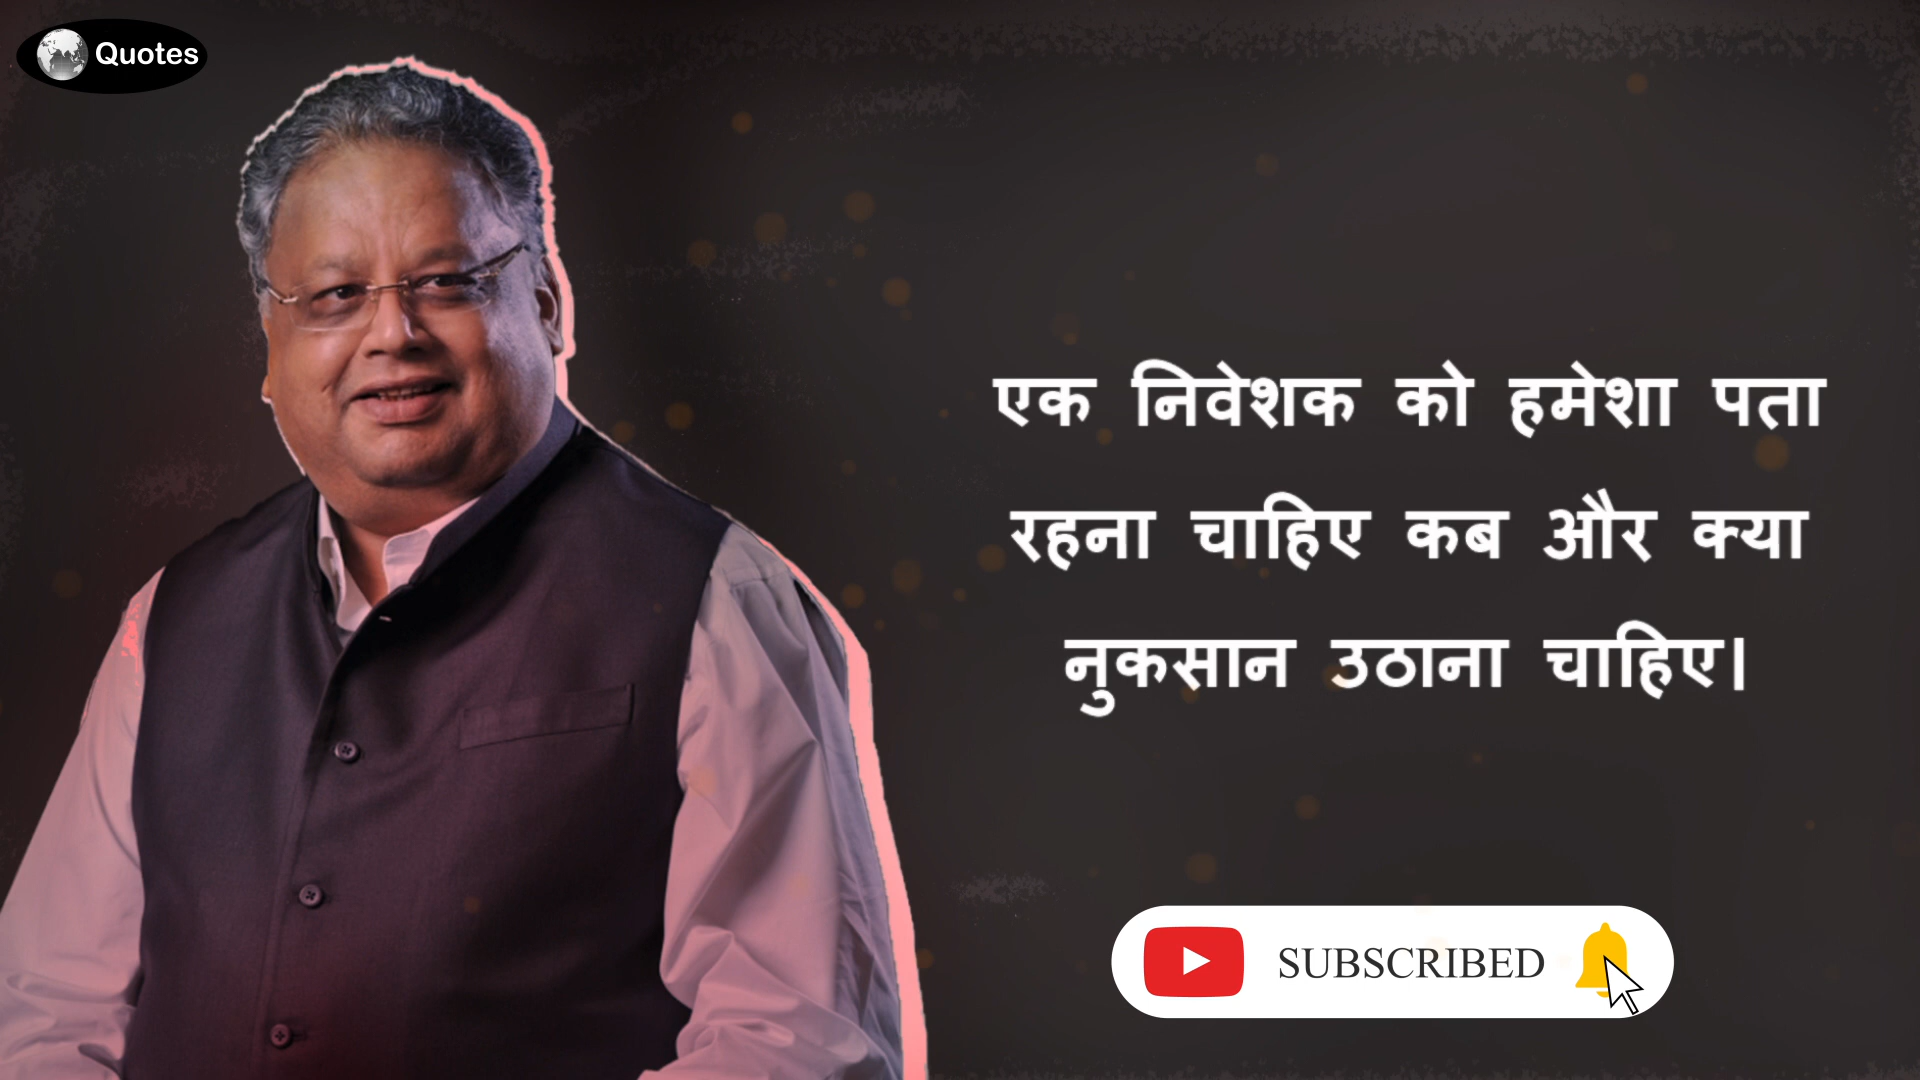 Quotes
एक निवेशक को हमेशा पता
रहना चाहिए कब और क्या
नुकसान उठाना चाहिए।
SUBSCRIBED